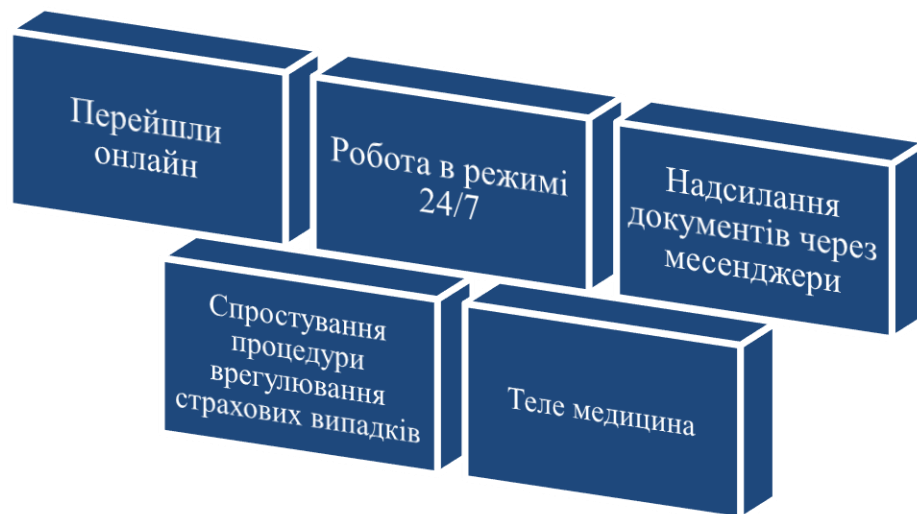 Перейшли
онлайн
Робота в режимі
24/7
Надсилання
документів через
месенджери
Спростування
процедури
врегулювання
страхових випадків
Теле медицина